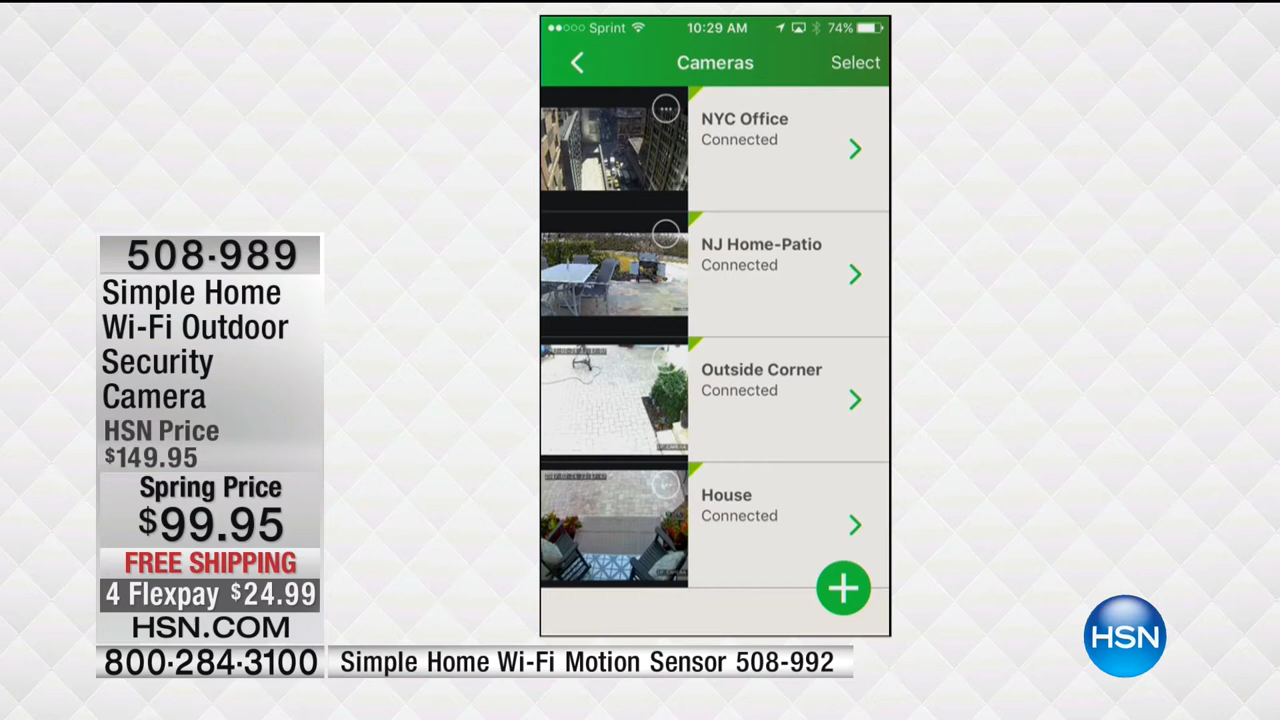 Sprint 10:29 AM 74%
Cameras Select
NYC Office
Connected
NJ Home-Patio
Connected
Outside Corner
Connected
House
Connected
508-989
Simple Home
Wi-Fi Outdoor
Security
Camera
HSN Price
$149.95
Spring Price
$99.95
FREE SHIPPING
4 Flexpay $24.99
HSN.COM
800·284·3100
Simple Home Wi-Fi Motion Sensor 508-992
HSN